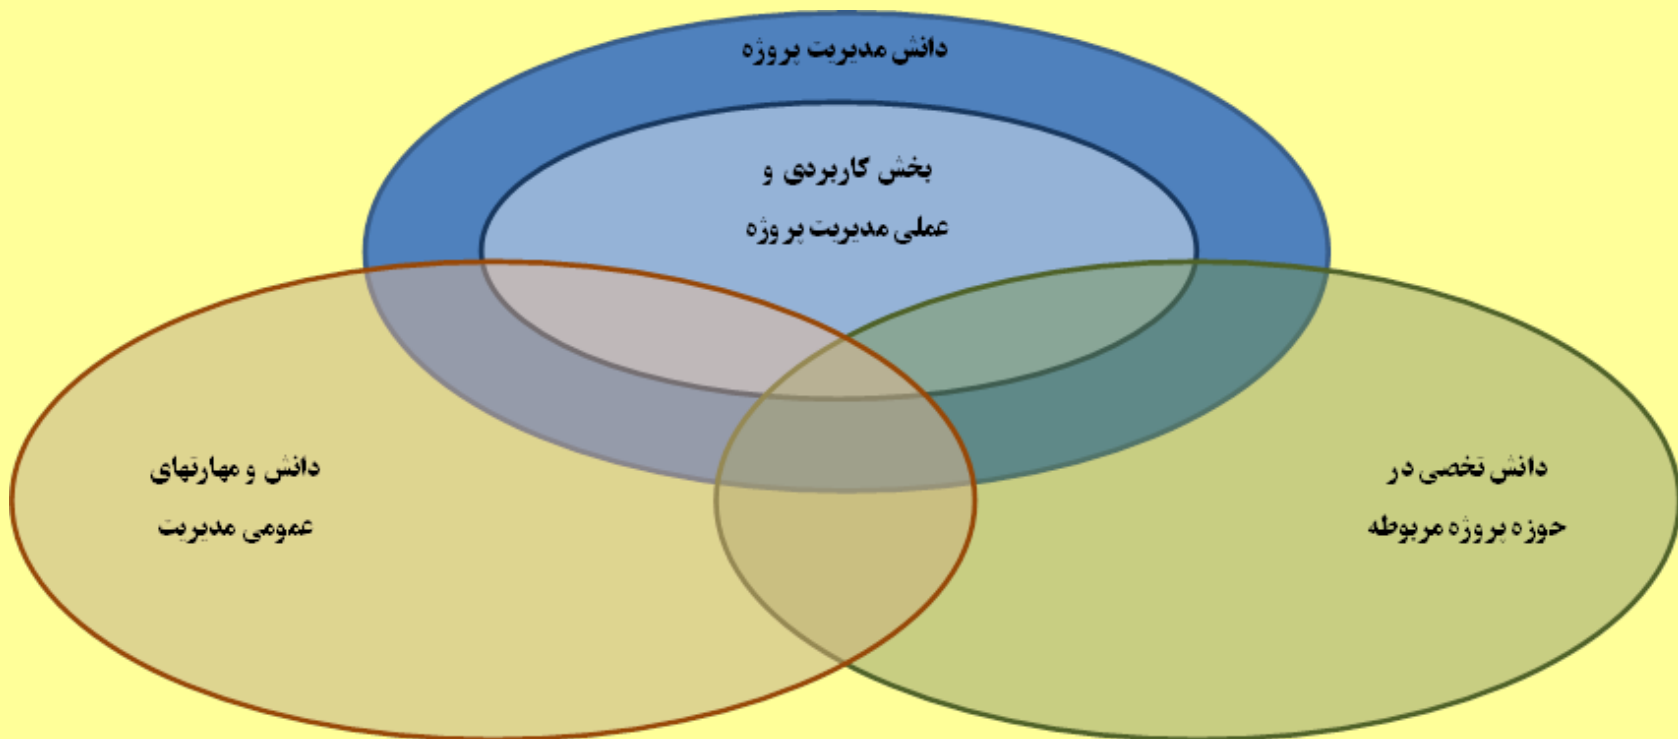 دانش مدیریت پروژه
بخش کاربردی و
عملی مدیریت پروژه
دانش تخصی در
حوزه پروژه مربوطه
دانش و مهارتهای
عمومی مدیریت